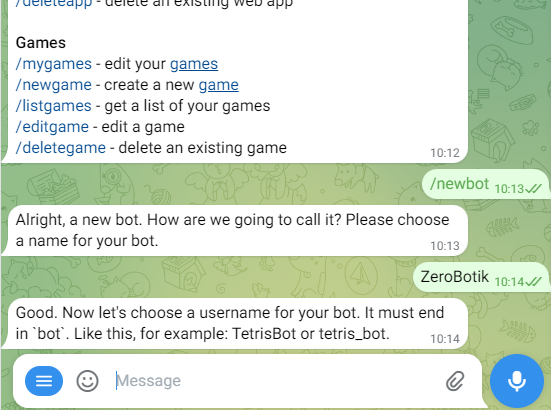 /deleteapp - delete an existing web app
Games
/mygames - edit your games
/newgame - create a new game
/listgames - get a list of your games
/editgame - edit a game
/deletegame - delete an existing game
10:12
/newbot 10:13
Alright, a new bot. How are we going to call it? Please choose
a name for your bot.
10:13
ZeroBotik 10:14
Good. Now let's choose a username for your bot. It must end
in `bot`. Like this, for example: TetrisBot or tetris_bot.
10:14
Message